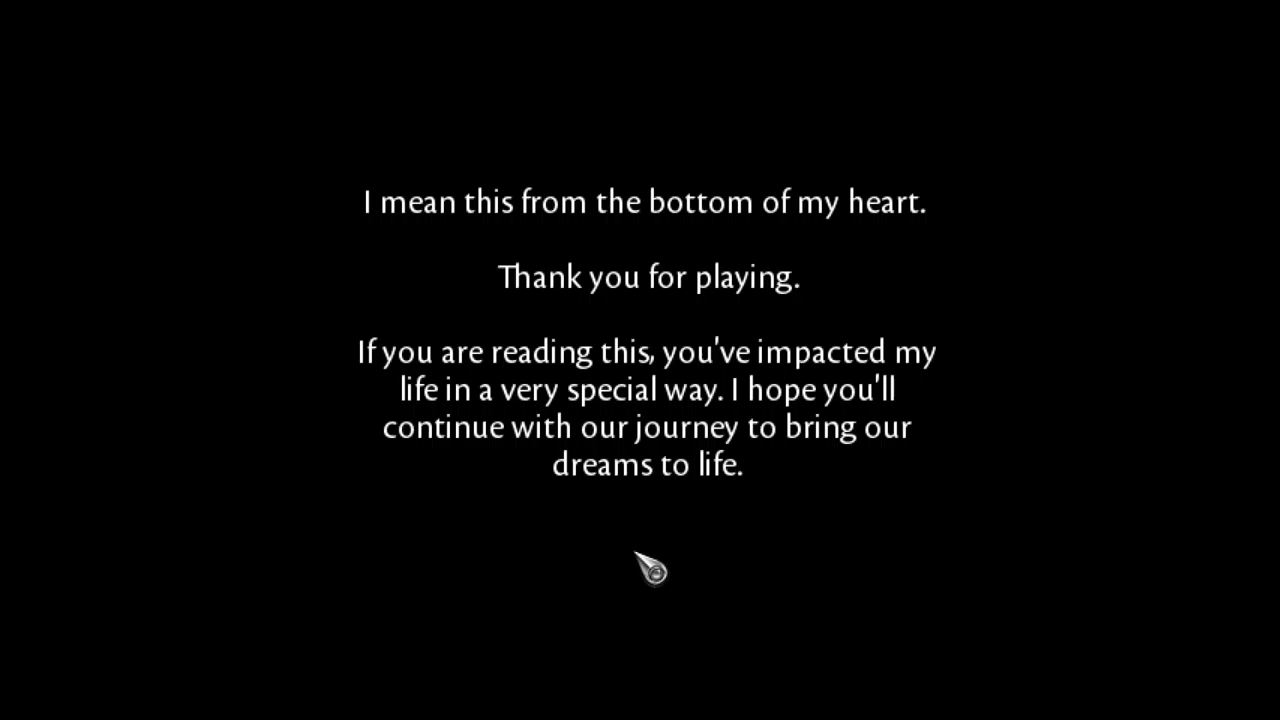 I mean this from the bottom of my heart.
Thank you for playing.
If you are reading this, you've impacted my
life in a very special way. I hope you'll
continue with our journey to bring our
dreams to life.